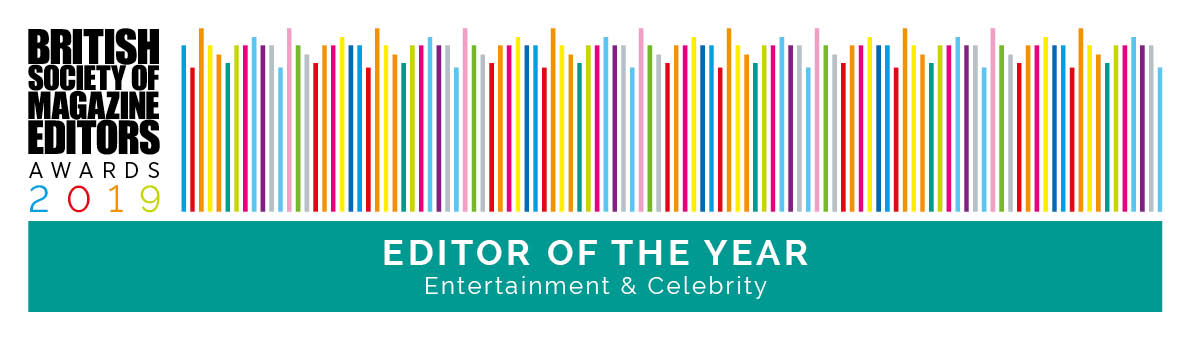 BRITISH
SOCIETY OF
MAGAZINE
EDITORS
AWARDS
2019
EDITOR OF THE YEAR
Entertainment & Celebrity